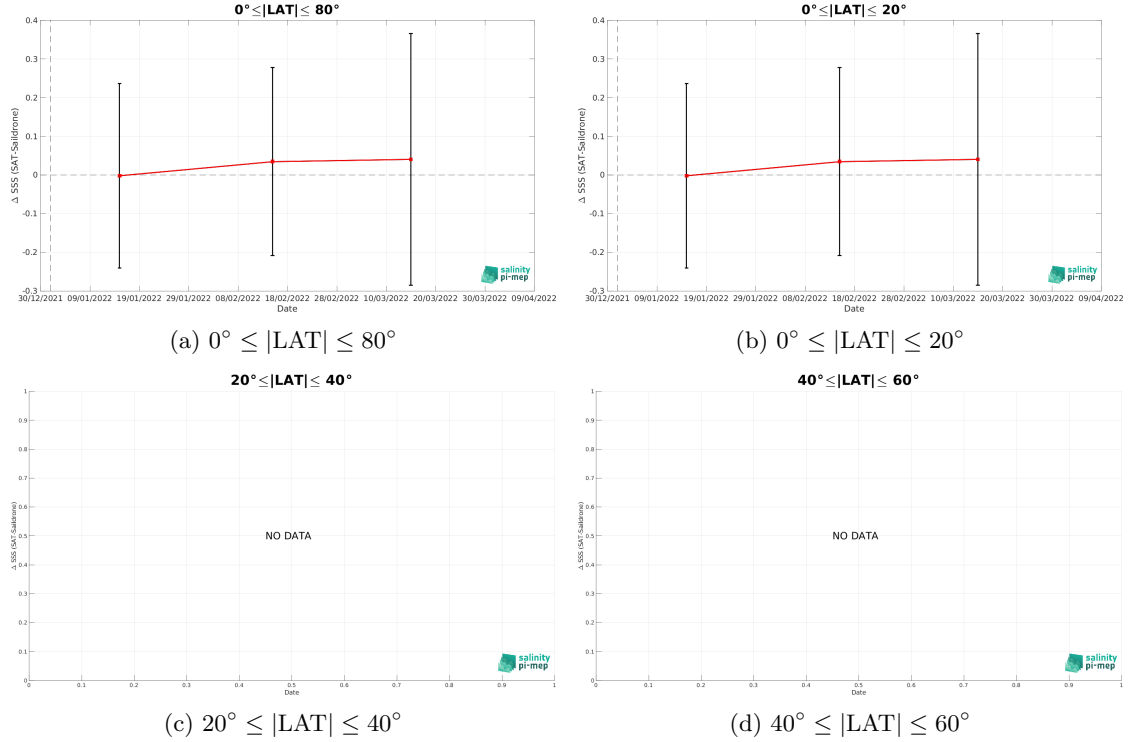 0°≤|LAT|≤ 80°
0.4
0.3
0.2
0.1
0
-0.1
-0.2
-0.3
Δ SSS (SAT-Saildrone)
30/12/2021 09/01/2022 19/01/2022 29/01/2022 08/02/2022 18/02/2022 28/02/2022 10/03/2022 20/03/2022 30/03/2022 09/04/2022
Date
salinity
pi-mep
(a) 0° ≤ |LAT| ≤ 80°
0°≤|LAT|≤ 20°
0.4
0.3
0.2
0.1
0
-0.1
-0.2
-0.3
Δ SSS (SAT-Saildrone)
30/12/2021 09/01/2022 19/01/2022 29/01/2022 08/02/2022 18/02/2022 28/02/2022 10/03/2022 20/03/2022 30/03/2022 09/04/2022
Date
salinity
pi-mep
(b) 0° ≤ |LAT| ≤ 20°
20°≤|LAT|≤ 40°
1
0.9
0.8
0.7
0.6
0.5
0.4
0.3
0.2
0.1
0
Δ SSS (SAT-Saildrone)
NO DATA
0 0.1 0.2 0.3 0.4 0.5 0.6 0.7 0.8 0.9 1
Date
salinity
pi-mep
(c) 20° ≤ |LAT| ≤ 40°
40°≤|LAT|≤ 60°
1
0.9
0.8
0.7
0.6
0.5
0.4
0.3
0.2
0.1
0
Δ SSS (SAT-Saildrone)
NO DATA
0 0.1 0.2 0.3 0.4 0.5 0.6 0.7 0.8 0.9 1
Date
salinity
pi-mep
(d) 40° ≤ |LAT| ≤ 60°